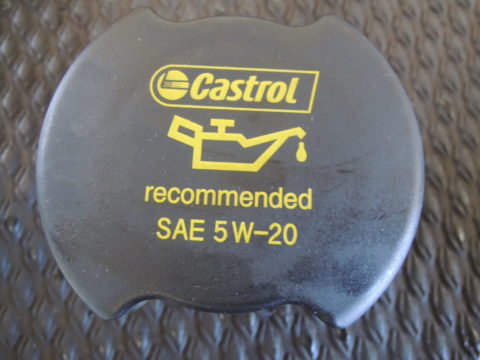 Castrol
recommended
SAE 5W-20